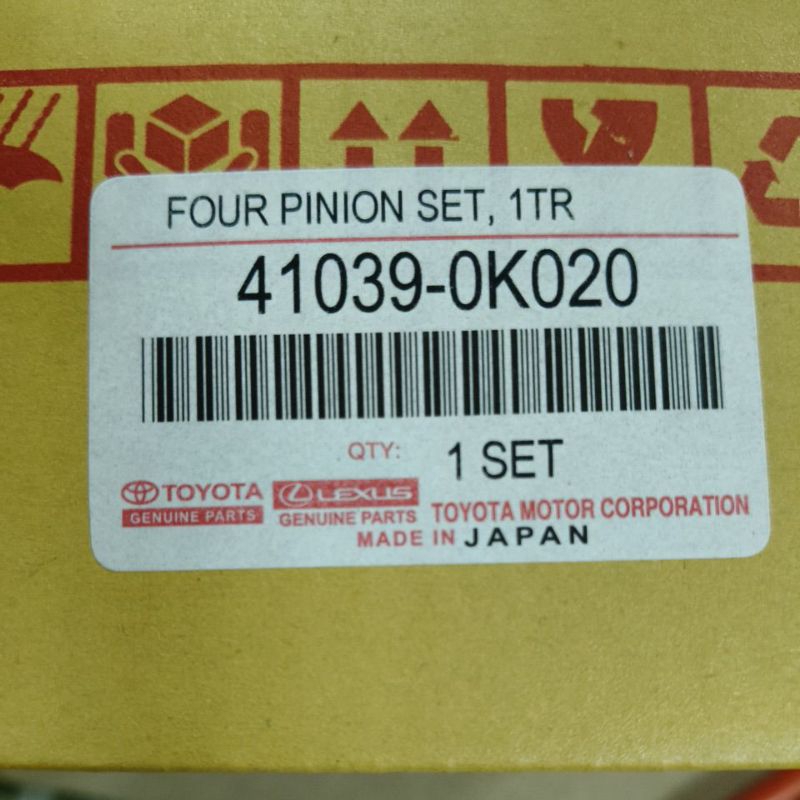 FOUR PINION SET, 1TR
41039-0K020
QTY: 1 SET
TOYOTA LEXUS
GENUINE PARTS GENUINE PARTS TOYOTA MOTOR CORPORATION
MADE IN JAPAN